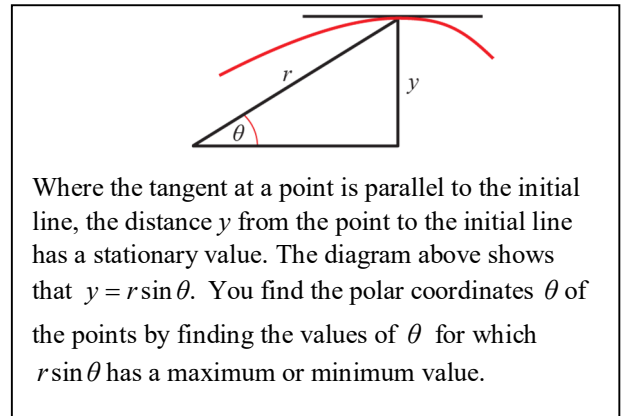 r
y
θ
Where the tangent at a point is parallel to the initial
line, the distance y from the point to the initial line
has a stationary value. The diagram above shows
that y = r sin θ. You find the polar coordinates θ of
the points by finding the values of θ for which
r sin θ has a maximum or minimum value.